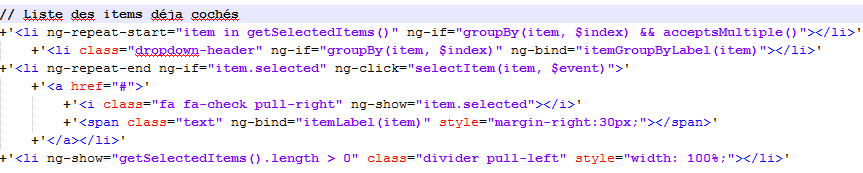 // Liste des items déja cochés
+'<li ng-repeat-start="item in getSelectedItems()" ng-if="groupBy(item, $index) && acceptsMultiple()"></li>'
+'<li class="dropdown-header" ng-if="groupBy(item, $index)" ng-bind="itemGroupByLabel(item)"></li>'
+'<li ng-repeat-end ng-if="item.selected" ng-click="selectItem(item, $event)">'
+'<a href="#">'
+'<i class="fa fa-check pull-right" ng-show="item.selected"></i>'
+'<span class="text" ng-bind="itemLabel(item)" style="margin-right:30px;"></span>'
+'</a></li>'
+'<li ng-show="getSelectedItems().length > 0" class="divider pull-left" style="width: 100%;"></li>'